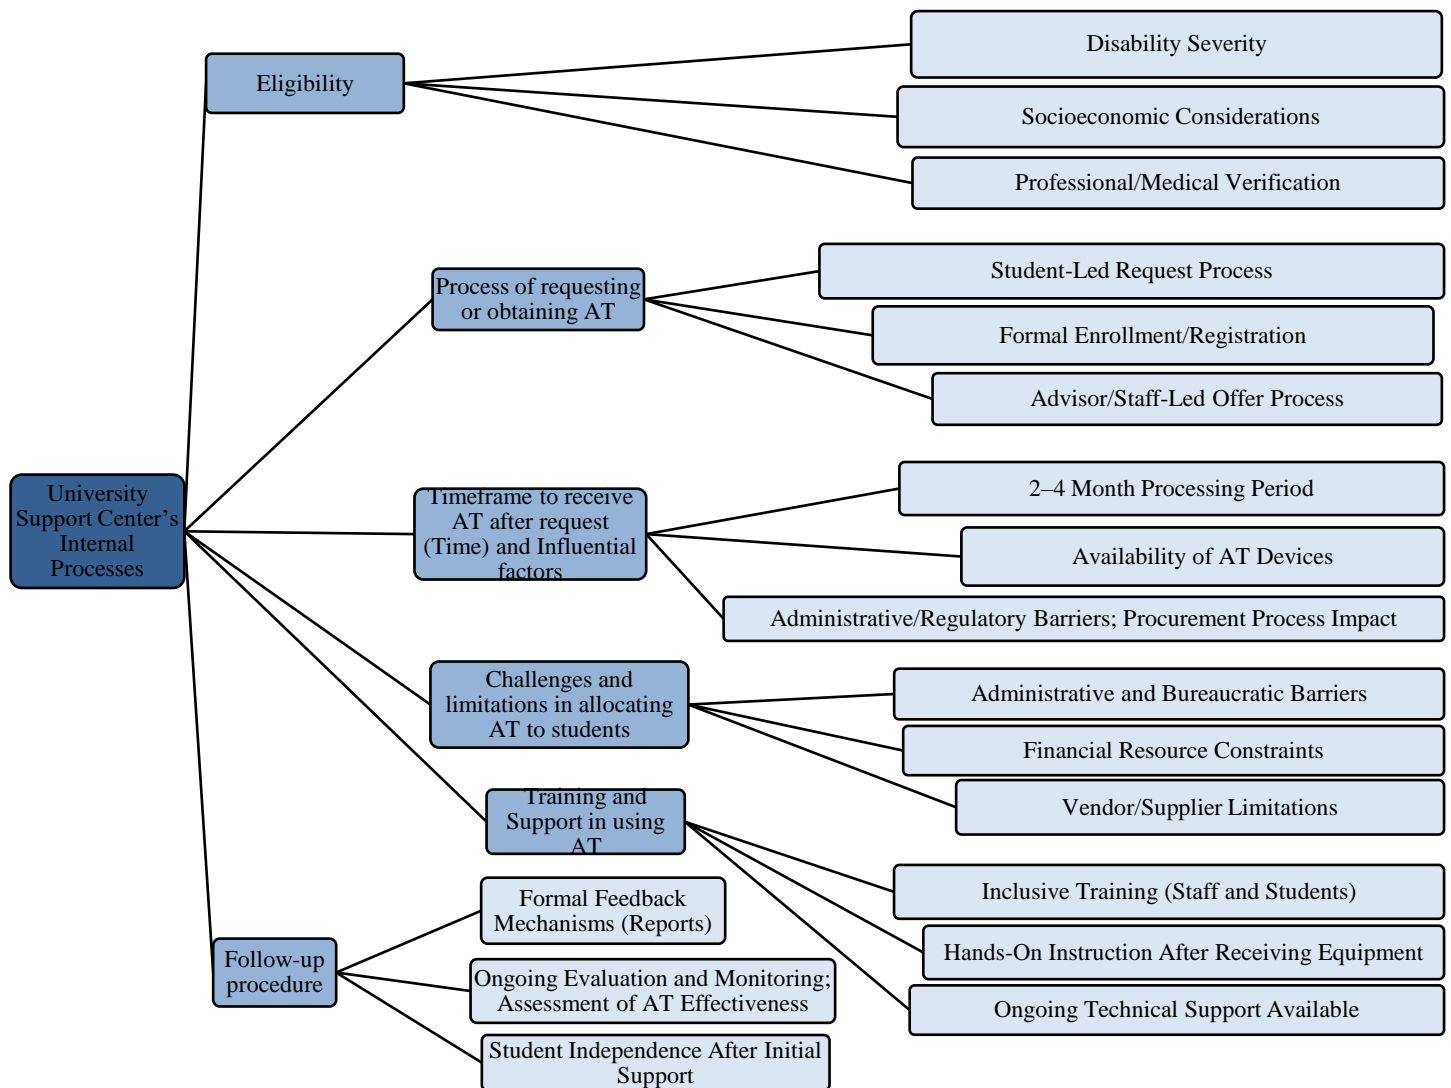 University
Support Center’s
Internal
Processes
Eligibility
Disability Severity
Socioeconomic Considerations
Professional/Medical Verification
Process of requesting
or obtaining AT
Student-Led Request Process
Formal Enrollment/Registration
Advisor/Staff-Led Offer Process
Timeframe to receive
AT after request
(Time) and Influential
factors
2–4 Month Processing Period
Availability of AT Devices
Administrative/Regulatory Barriers; Procurement Process Impact
Challenges and
limitations in allocating
AT to students
Administrative and Bureaucratic Barriers
Financial Resource Constraints
Vendor/Supplier Limitations
Training and
Support in using
AT
Inclusive Training (Staff and Students)
Hands-On Instruction After Receiving Equipment
Ongoing Technical Support Available
Follow-up
procedure
Formal Feedback
Mechanisms (Reports)
Ongoing Evaluation and Monitoring;
Assessment of AT Effectiveness
Student Independence After Initial
Support